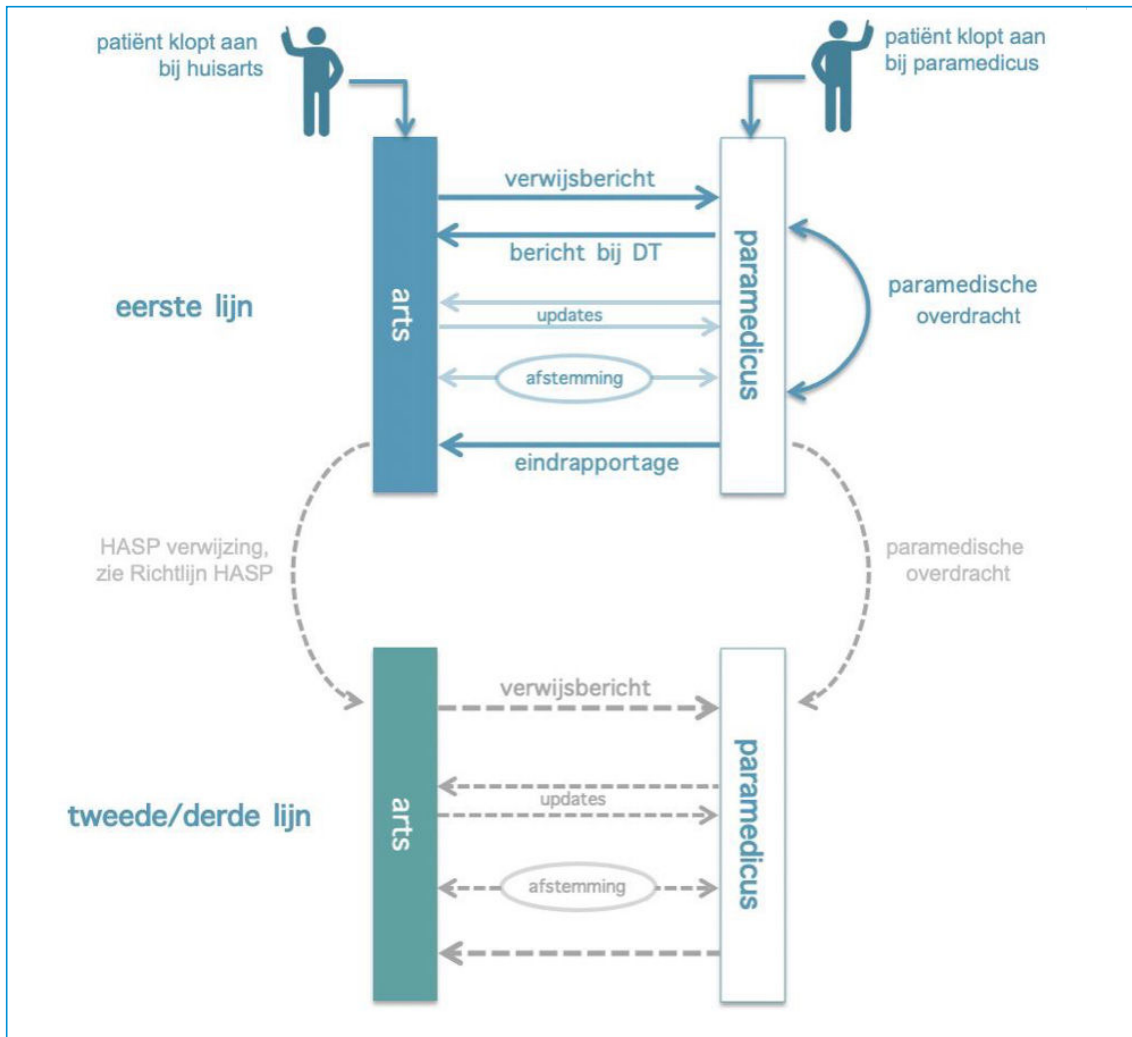 patiënt klopt aan
bij huisarts
patiënt klopt aan
bij paramedicus
verwijsbericht
bericht bij DT
eerste lijn
arts
updates
afstemming
eindrapportage
paramedicus
paramedische
overdracht
HASP verwijzing,
zie Richtlijn HASP
paramedische
overdracht
verwijsbericht
tweede/derde lijn
arts
updates
afstemming
paramedicus